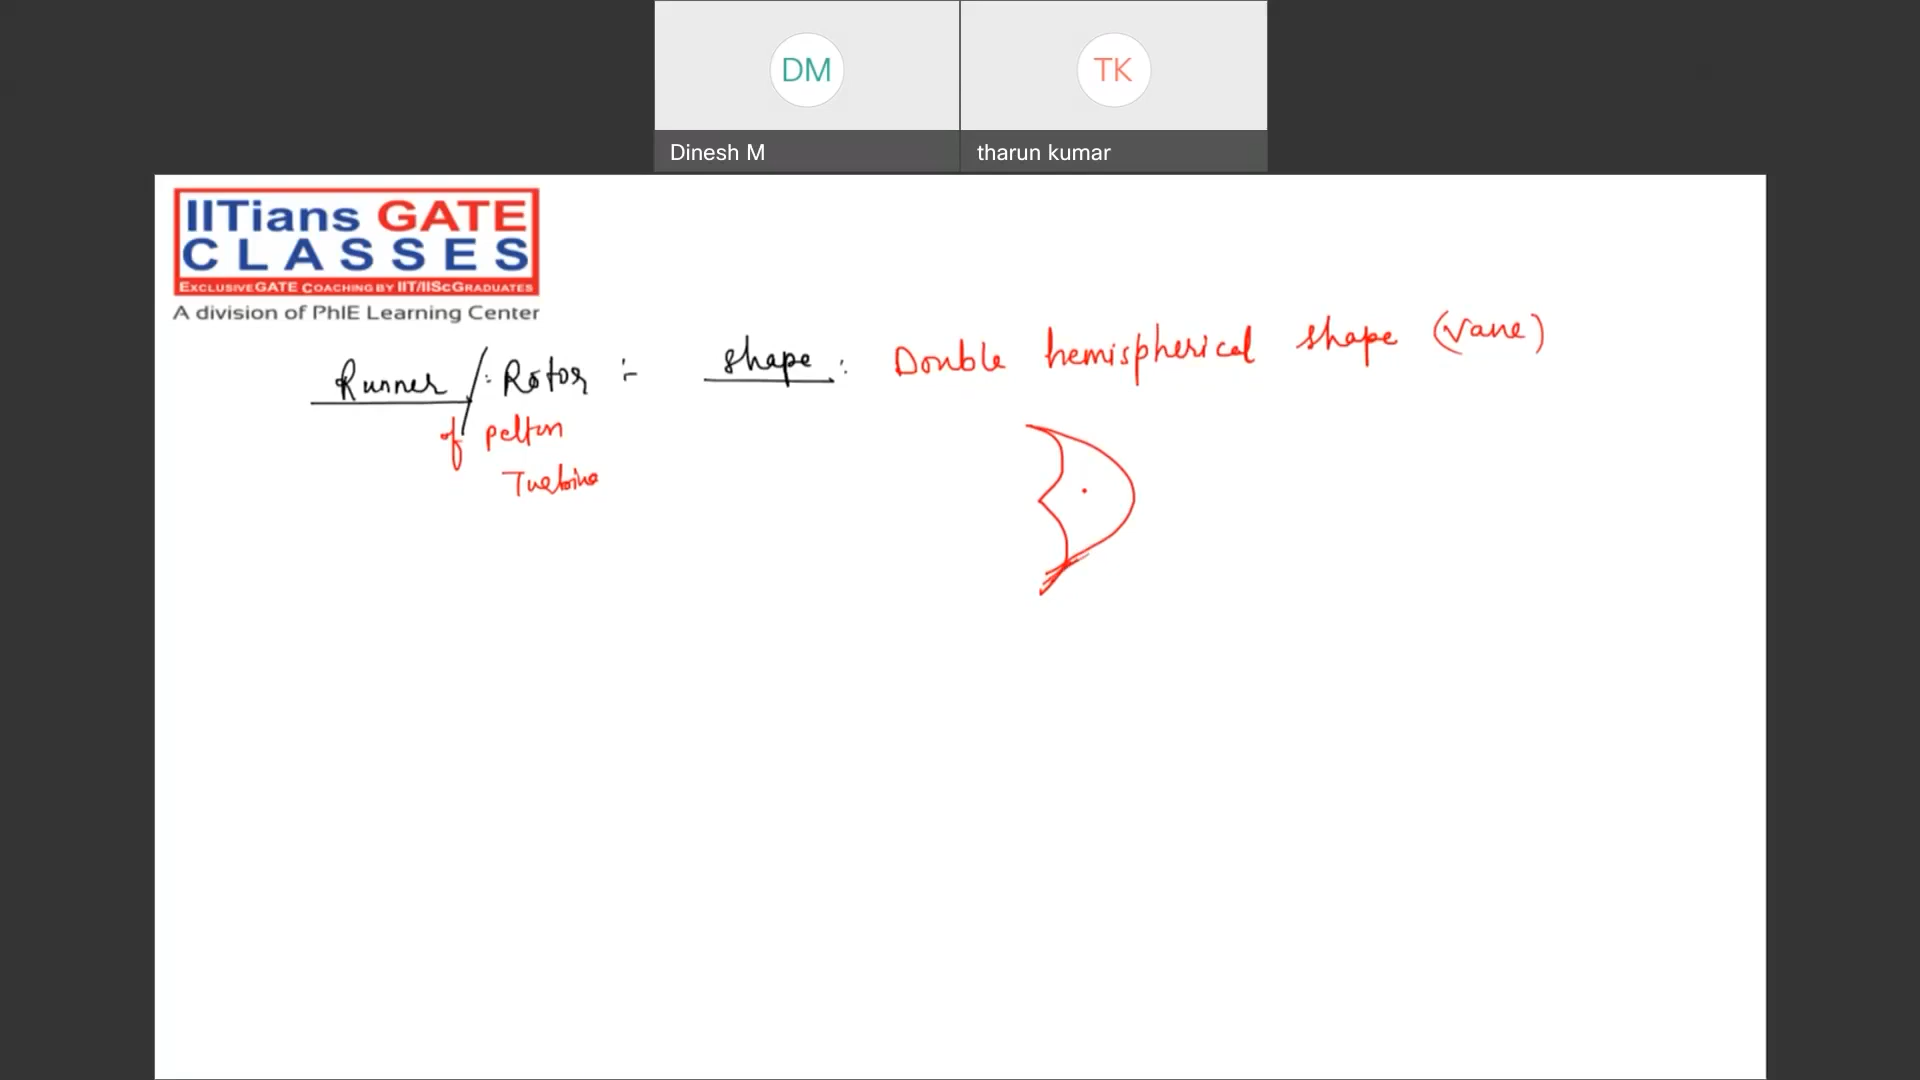 DM
TK
Dinesh M
tharun kumar
IITians GATE
CLASSES
EXCLUSIVE GATE COACHING BY IIT/IISc GRADUATES
A division of PhIE Learning Center
Runner / : Rotor :- shape : Double hemispherical shape (vane)
of pelton
Turbine